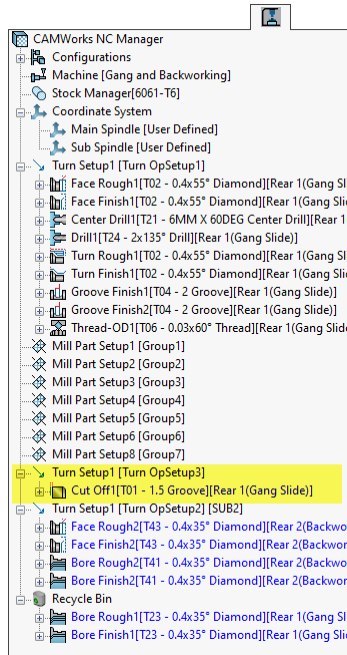 CAMWorks NC Manager
Configurations
Machine [Gang and Backworking]
Stock Manager[6061-T6]
Coordinate System
Main Spindle [User Defined]
Sub Spindle [User Defined]
Turn Setup1 [Turn OpSetup1]
Face Rough1[T02 - 0.4x55° Diamond][Rear 1(Gang Sl
Face Finish1[T02 - 0.4x55° Diamond][Rear 1(Gang Sli
Center Drill1[T21 - 6MM X 60DEG Center Drill][Rear 1
Drill1[T24 - 2x135° Drill][Rear 1(Gang Slide)]
Turn Rough1[T02 - 0.4x55° Diamond][Rear 1(Gang Sl
Turn Finish1[T02 - 0.4x55° Diamond][Rear 1(Gang Sli
Groove Finish1[T04 - 2 Groove][Rear 1(Gang Slide)]
Groove Finish2[T04 - 2 Groove][Rear 1(Gang Slide)]
Thread-OD1[T06 - 0.03x60° Thread][Rear 1(Gang Slide
Mill Part Setup1 [Group1]
Mill Part Setup2 [Group2]
Mill Part Setup3 [Group3]
Mill Part Setup4 [Group4]
Mill Part Setup5 [Group5]
Mill Part Setup6 [Group6]
Mill Part Setup8 [Group7]
Turn Setup1 [Turn OpSetup3]
Cut Off1[T01 - 1.5 Groove][Rear 1(Gang Slide)]
Turn Setup1 [Turn OpSetup2] [SUB2]
Face Rough2[T43 - 0.4x35° Diamond][Rear 2(Backwo
Face Finish2[T43 - 0.4x35° Diamond][Rear 2(Backwor
Bore Rough2[T41 - 0.4x35° Diamond][Rear 2(Backwo
Bore Finish2[T41 - 0.4x35° Diamond][Rear 2(Backwo
Recycle Bin
Bore Rough1[T23 - 0.4x35° Diamond][Rear 1(Gang Sl
Bore Finish1[T23 - 0.4x35° Diamond][Rear 1(Gang Sli